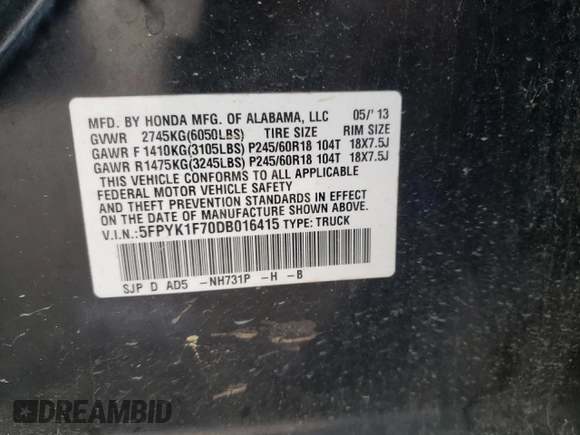 MFD. BY HONDA MFG. OF ALABAMA, LLC 05/'13
GVWR 2745KG(6050LBS) TIRE SIZE RIM SIZE
GAWR F 1410KG(3105LBS) P245/60R18 104T 18X7.5J
GAWR R1475KG(3245LBS) P245/60R18 104T 18X7.5J
THIS VEHICLE CONFORMS TO ALL APPLICABLE
FEDERAL MOTOR VEHICLE SAFETY
AND THEFT PREVENTION STANDARDS IN EFFECT
ON THE DATE OF MANUFACTURE SHOWN ABOVE.
V.I.N.:5FPYK1F70DB016415 TYPE: TRUCK
SJP D AD5 -NH731P -H -B
DREAMBID